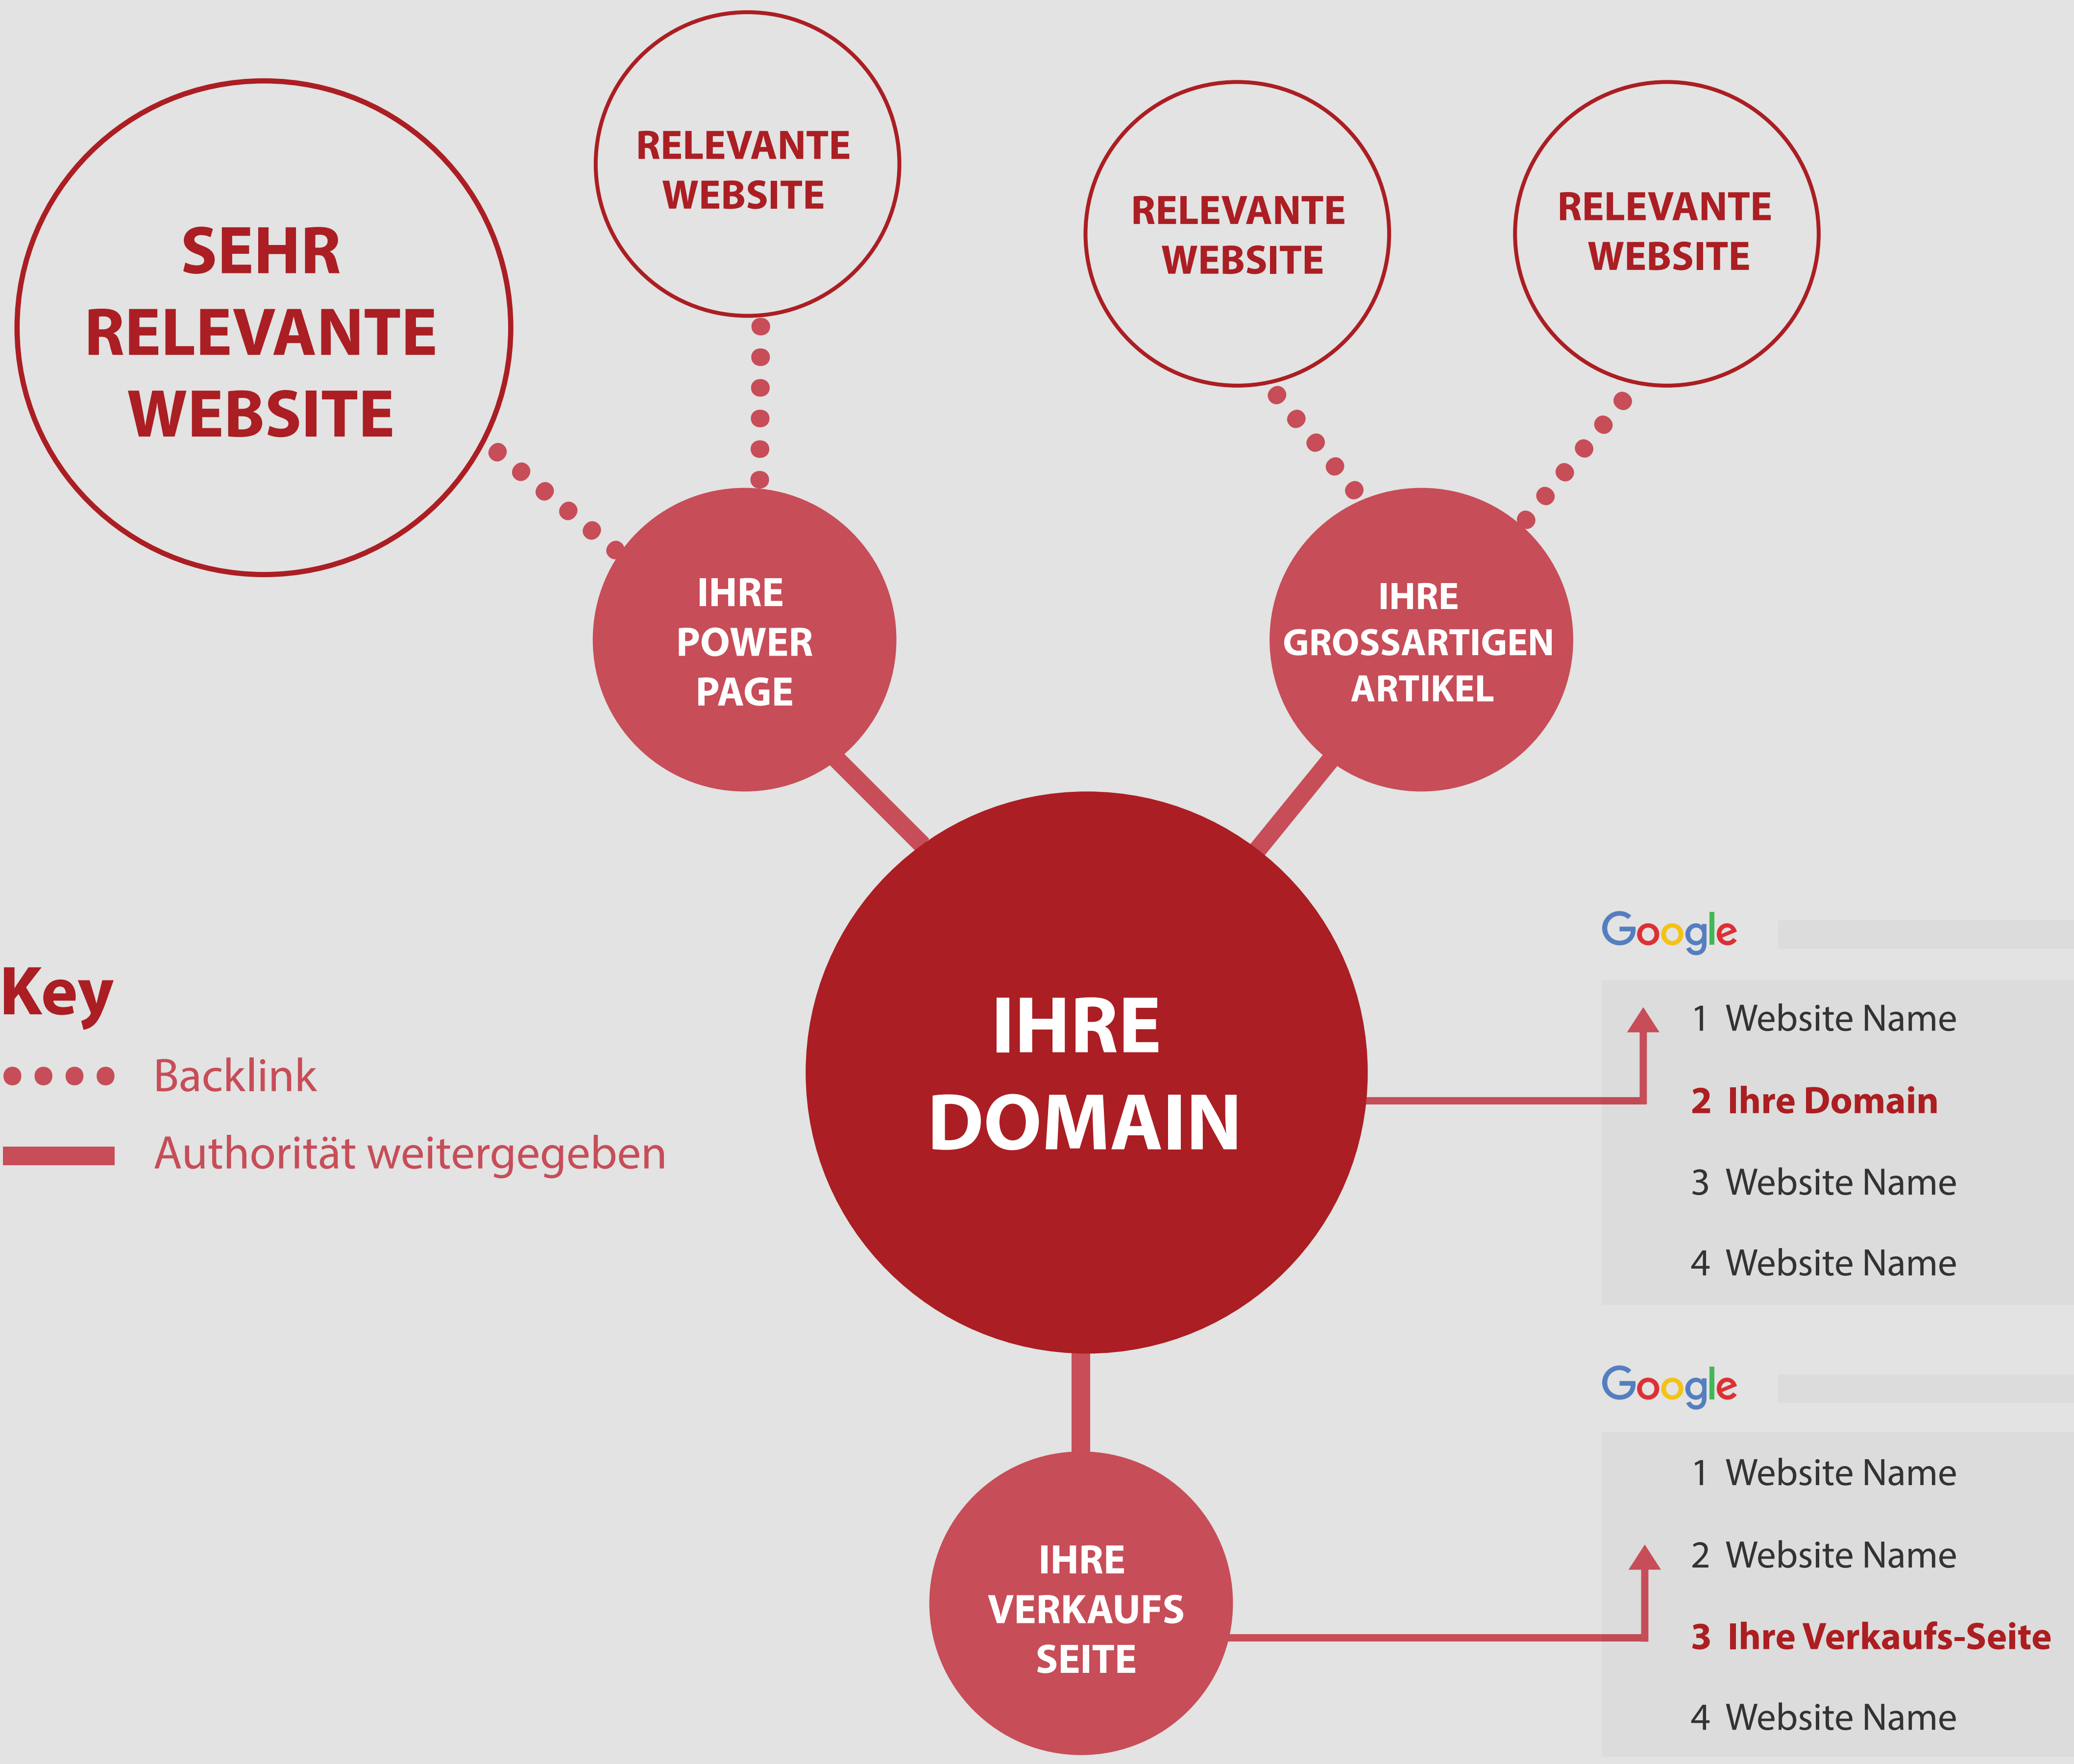 SEHR
RELEVANTE
WEBSITE
RELEVANTE
WEBSITE
RELEVANTE
WEBSITE
RELEVANTE
WEBSITE
IHRE
POWER
PAGE
IHRE
GROSSARTIGEN
ARTIKEL
IHRE
DOMAIN
Key
Backlink
Authorität weitergegeben
Google
1 Website Name
2 Ihre Domain
3 Website Name
4 Website Name
IHRE
VERKAUFS
SEITE
Google
1 Website Name
2 Website Name
3 Ihre Verkaufs-Seite
4 Website Name